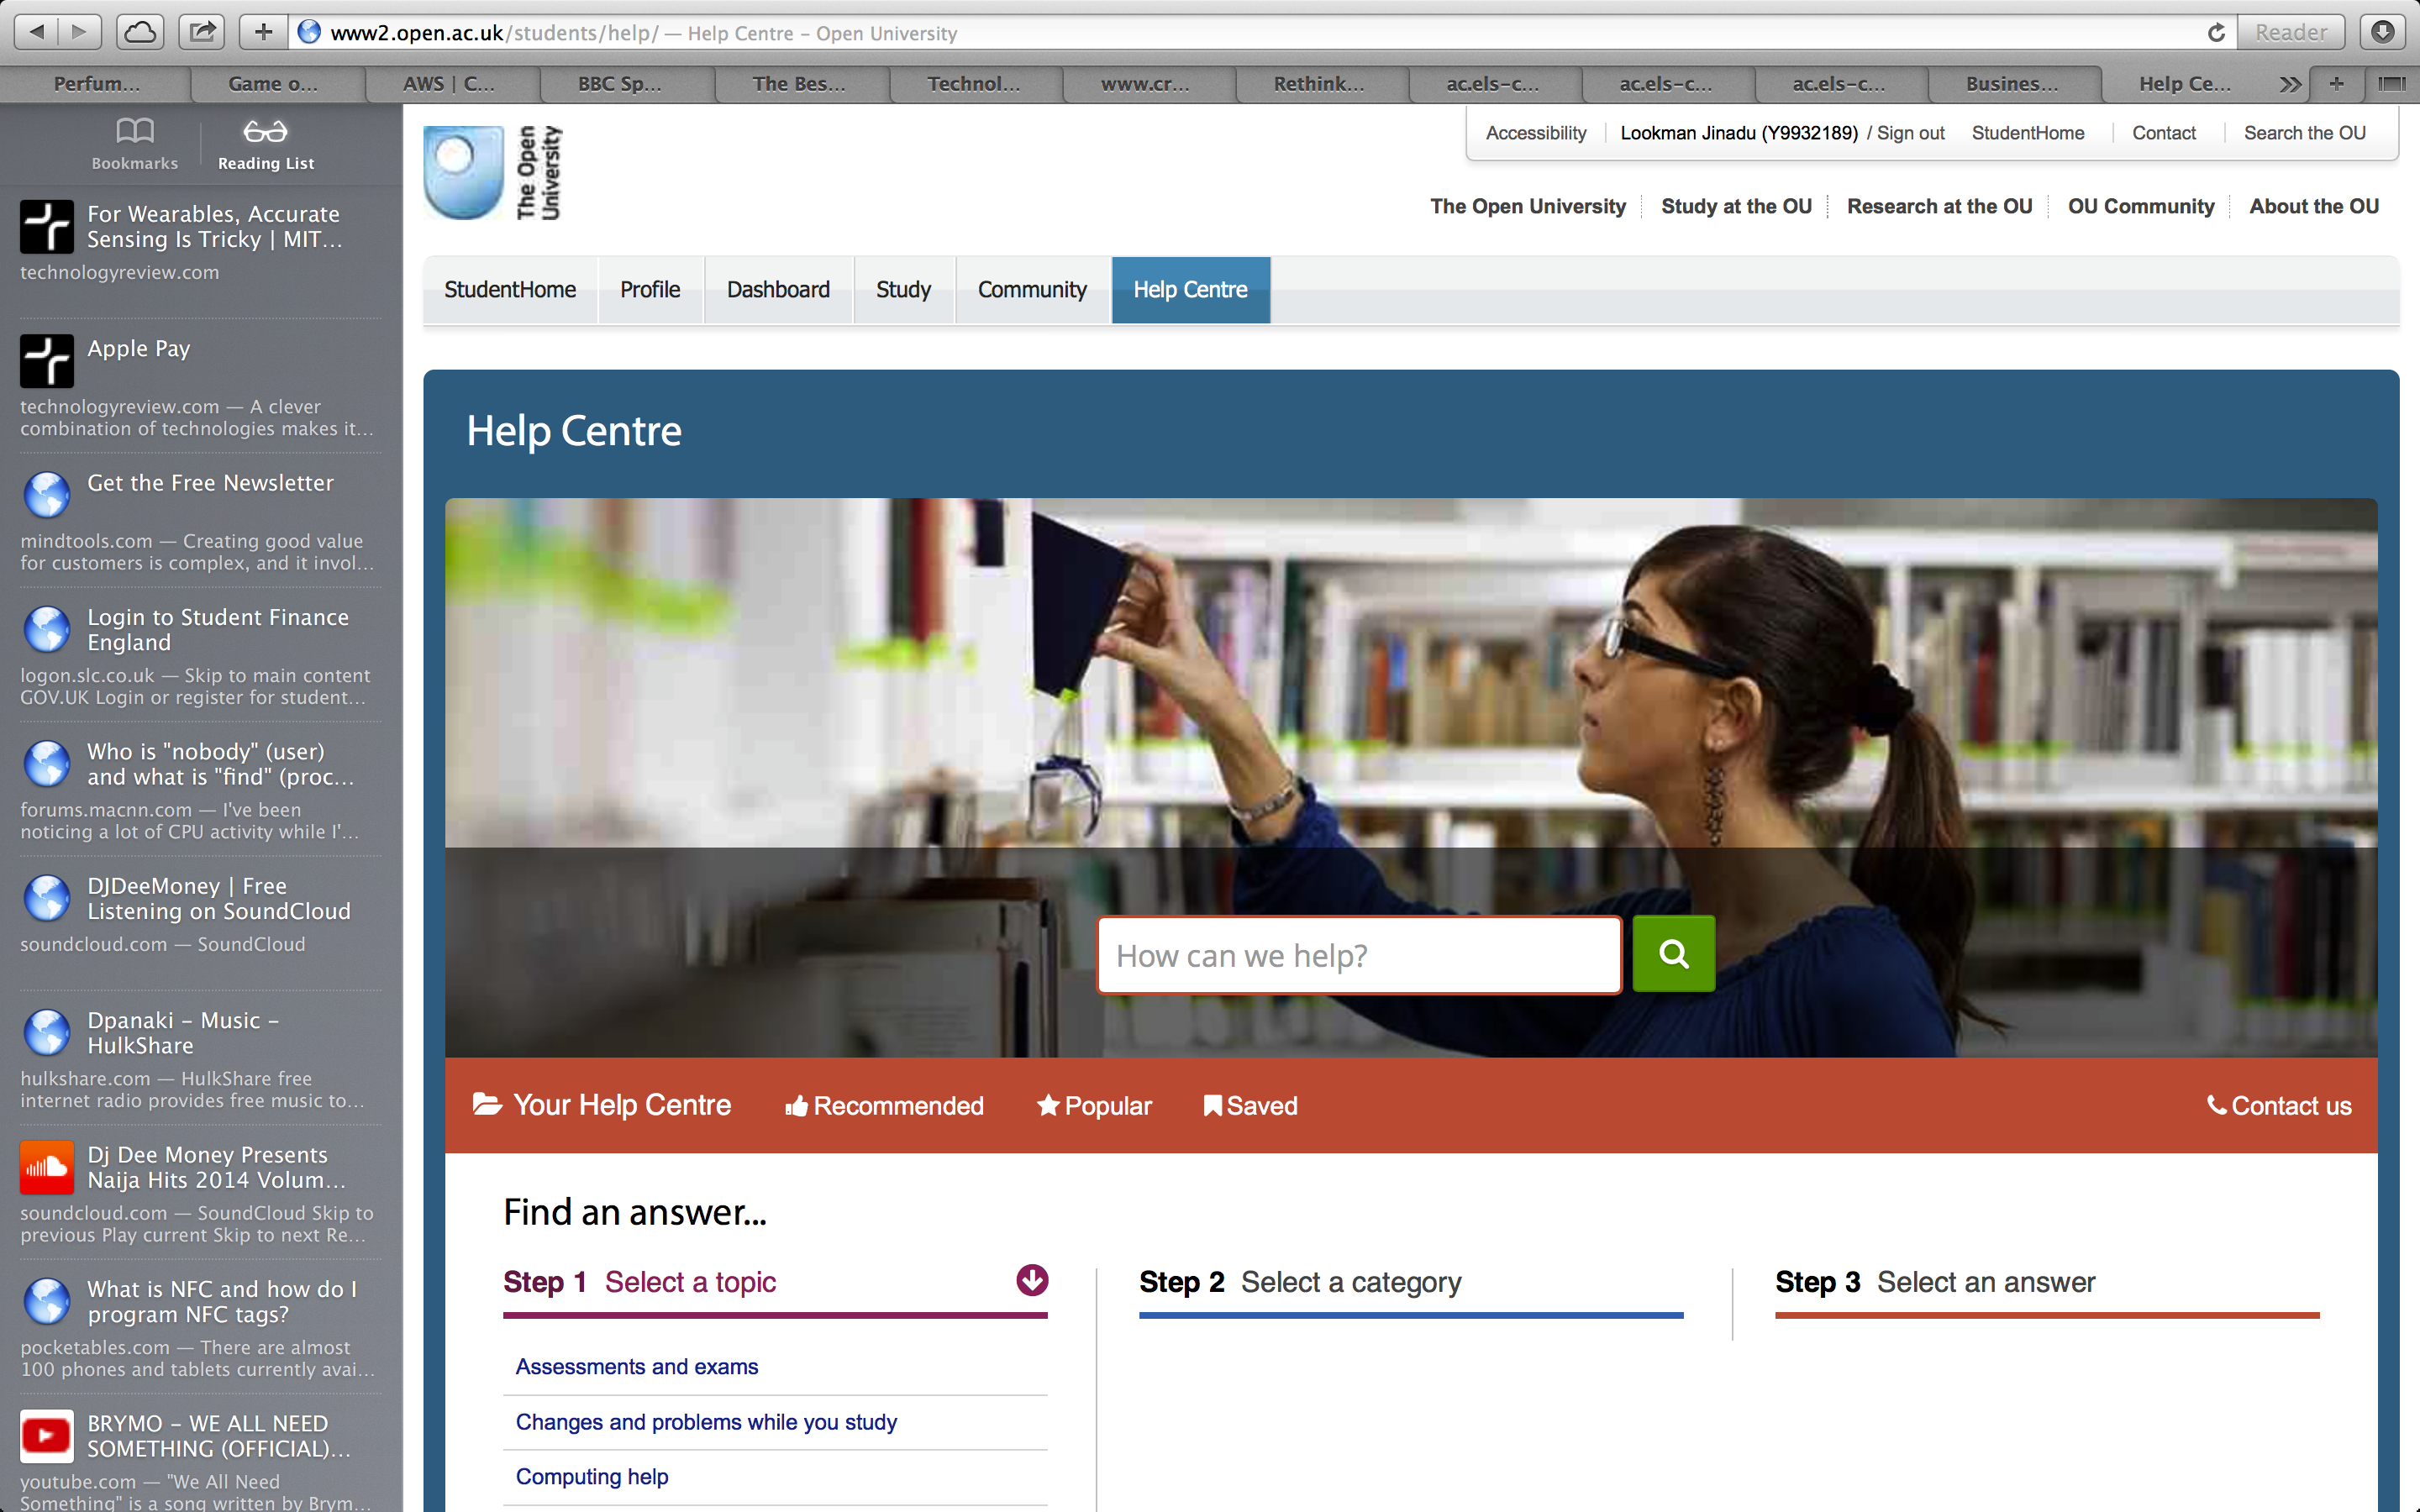 www2.open.ac.uk/students/help/ — Help Centre – Open University
Reader
Perfum...
Game o...
AWS | C...
BBC Sp...
The Bes...
Technol...
www.cr...
Rethink...
ac.els-c...
ac.els-c...
ac.els-c...
Busines...
Help Ce...
Bookmarks
Reading List
For Wearables, Accurate
Sensing Is Tricky | MIT...
technologyreview.com
Apple Pay
technologyreview.com — A clever
combination of technologies makes it...
Get the Free Newsletter
mindtools.com — Creating good value
for customers is complex, and it invol...
Login to Student Finance
England
logon.slc.co.uk — Skip to main content
GOV.UK Login or register for student...
Who is "nobody" (user)
and what is "find" (proc...
forums.macnn.com — I've been
noticing a lot of CPU activity while I'...
DJDeeMoney | Free
Listening on SoundCloud
soundcloud.com — SoundCloud
Dpanaki – Music –
HulkShare
hulkshare.com — HulkShare free
internet radio provides free music to...
Dj Dee Money Presents
Naija Hits 2014 Volum...
soundcloud.com — SoundCloud Skip to
previous Play current Skip to next Re...
What is NFC and how do I
program NFC tags?
pocketables.com — There are almost
100 phones and tablets currently avai...
BRYMO – WE ALL NEED
SOMETHING (OFFICIAL)...
youtube.com — "We All Need
Something" is a song written by Brym...
The Open
University
Accessibility
Lookman Jinadu (Y9932189) / Sign out
StudentHome
Contact
Search the OU
The Open University
Study at the OU
Research at the OU
OU Community
About the OU
StudentHome
Profile
Dashboard
Study
Community
Help Centre
Help Centre
How can we help?
Your Help Centre
Recommended
Popular
Saved
Contact us
Find an answer...
Step 1 Select a topic
Step 2 Select a category
Step 3 Select an answer
Assessments and exams
Changes and problems while you study
Computing help